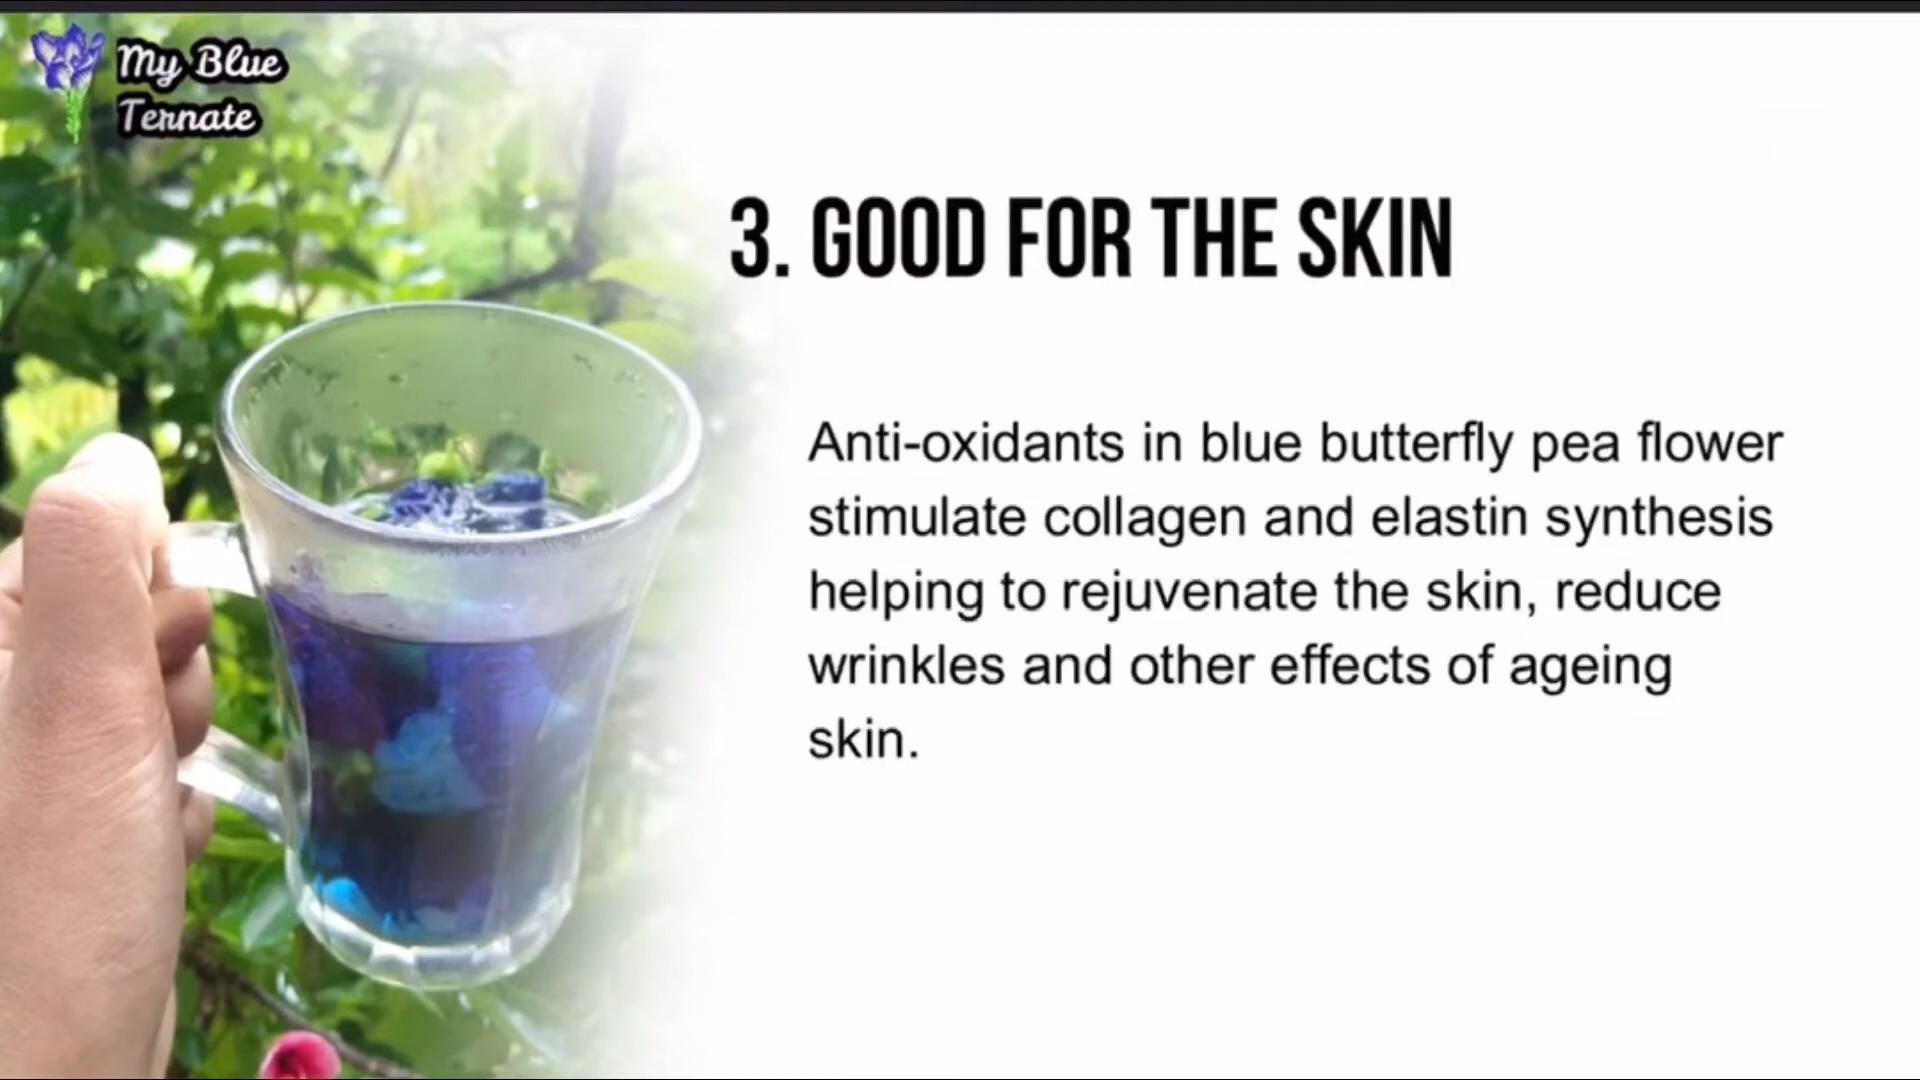 My Blue
Ternate
3. GOOD FOR THE SKIN
Anti-oxidants in blue butterfly pea flower
stimulate collagen and elastin synthesis
helping to rejuvenate the skin, reduce
wrinkles and other effects of ageing
skin.